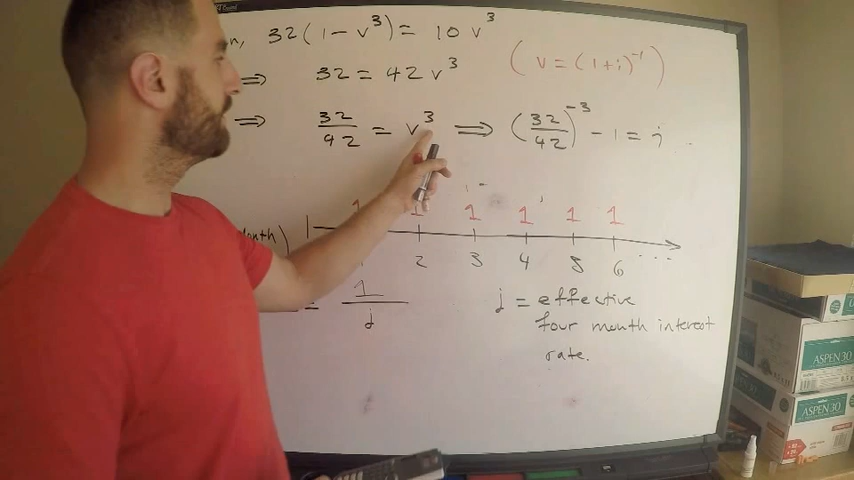 n, 32(1 - v³) = 10 v³
⟹ 32 = 42 v³ (v = (1+i)⁻¹)
⟹ 32/42 = v³ ⟹ (32/42)⁻³ - 1 = i
1 1 1 1 1 1
onth)
2 3 4 5 6 ...
= 1/j
j = effective
four month interest
rate.
ASPEN 30
ASPEN 30